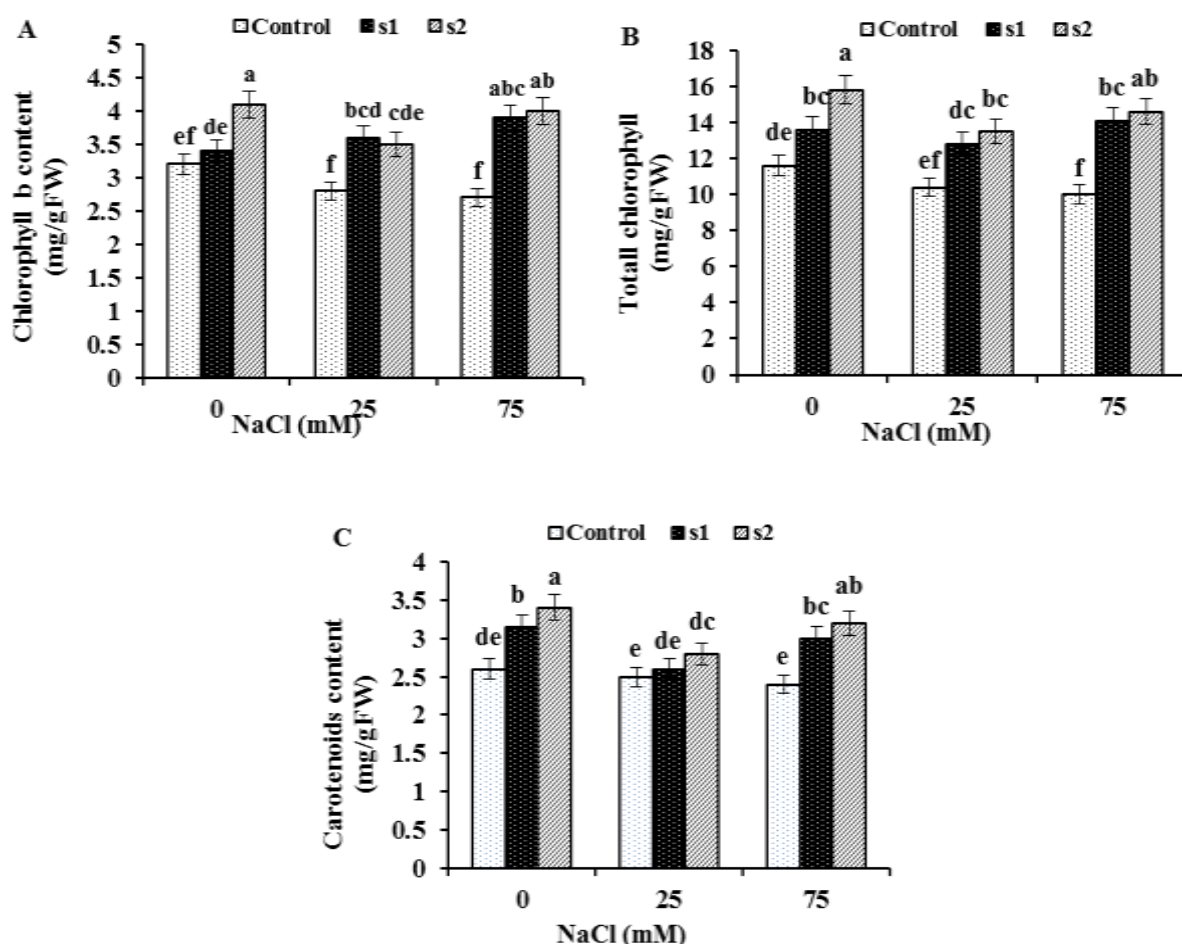 A
Control s1 s2
Chlorophyll b content
(mg/gFW)
5
4.5
4
3.5
3
2.5
2
1.5
1
0.5
0
ef de a
f bcd cde
f abc ab
0 25 75
NaCl (mM)
B
Control s1 s2
Totall chlorophyll
(mg/gFW)
18
16
14
12
10
8
6
4
2
0
de bc a
ef dc bc
f bc ab
0 25 75
NaCl (mM)
C
Control s1 s2
Carotenoids content
(mg/gFW)
4
3.5
3
2.5
2
1.5
1
0.5
0
de b a
e de dc
e bc ab
0 25 75
NaCl (mM)